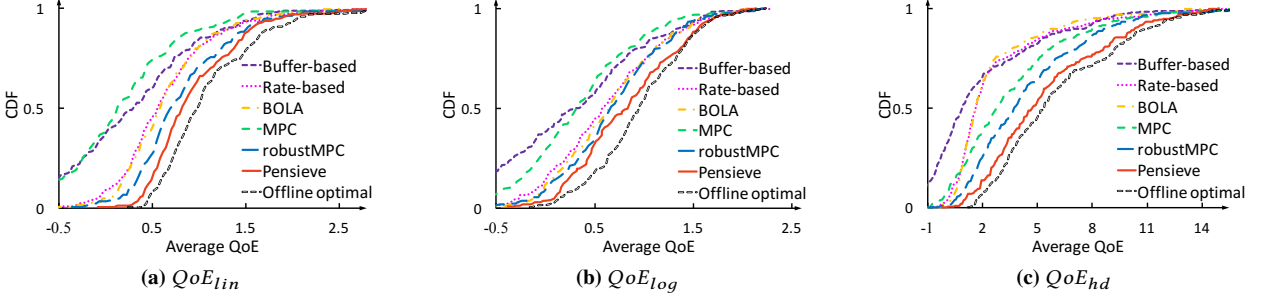 CDF
1
0.5
0
-0.5
0.5
1.5
2.5
Average QoE
Buffer-based
Rate-based
BOLA
MPC
robustMPC
Pensieve
Offline optimal
(a) QoE_lin
CDF
1
0.5
0
-0.5
0.5
1.5
2.5
Average QoE
Buffer-based
Rate-based
BOLA
MPC
robustMPC
Pensieve
Offline optimal
(b) QoE_log
CDF
1
0.5
0
-1
2
5
8
11
14
Average QoE
Buffer-based
Rate-based
BOLA
MPC
robustMPC
Pensieve
Offline optimal
(c) QoE_hd